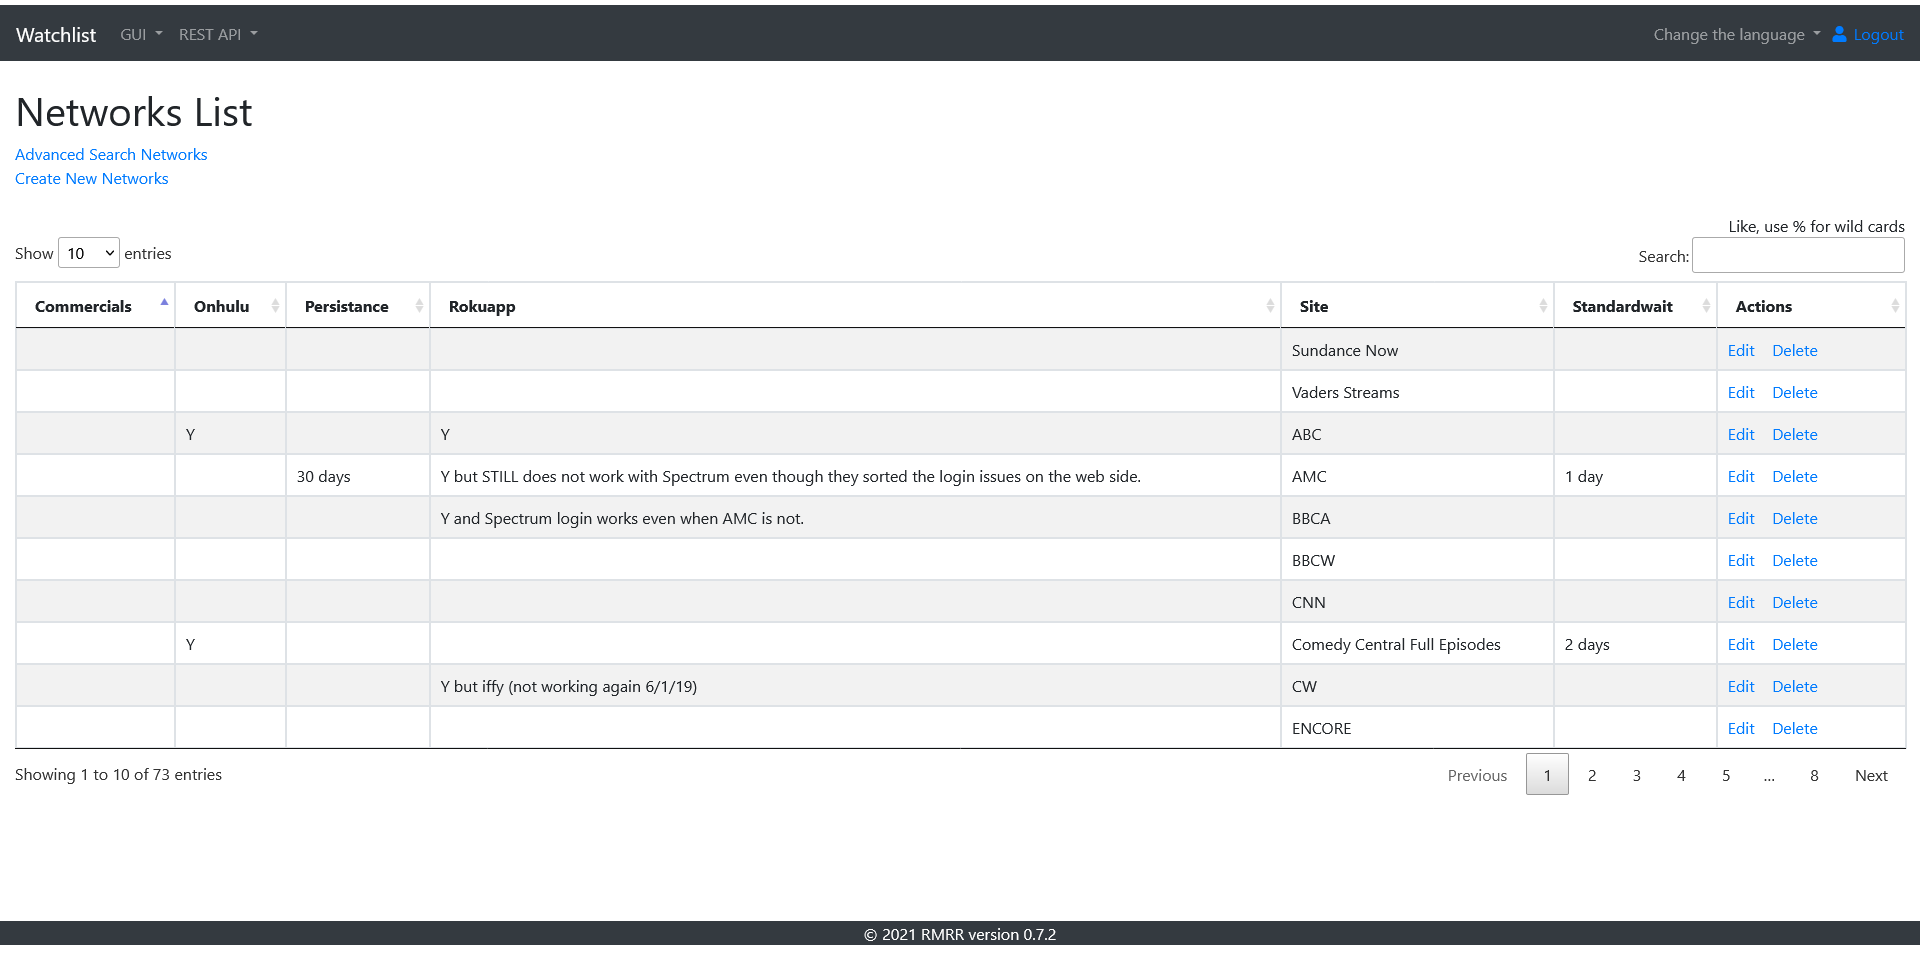 Watchlist GUI REST API Change the language Logout
Networks List
Advanced Search Networks
Create New Networks
Like, use % for wild cards
Show 10 entries Search:
Commercials Onhulu Persistance Rokuapp Site Standardwait Actions
Sundance Now Edit Delete
Vaders Streams Edit Delete
Y Y ABC Edit Delete
30 days Y but STILL does not work with Spectrum even though they sorted the login issues on the web side. AMC 1 day Edit Delete
Y and Spectrum login works even when AMC is not. BBCA Edit Delete
BBCW Edit Delete
CNN Edit Delete
Y Comedy Central Full Episodes 2 days Edit Delete
Y but iffy (not working again 6/1/19) CW Edit Delete
ENCORE Edit Delete
Showing 1 to 10 of 73 entries Previous 1 2 3 4 5 ... 8 Next
© 2021 RMRR version 0.7.2